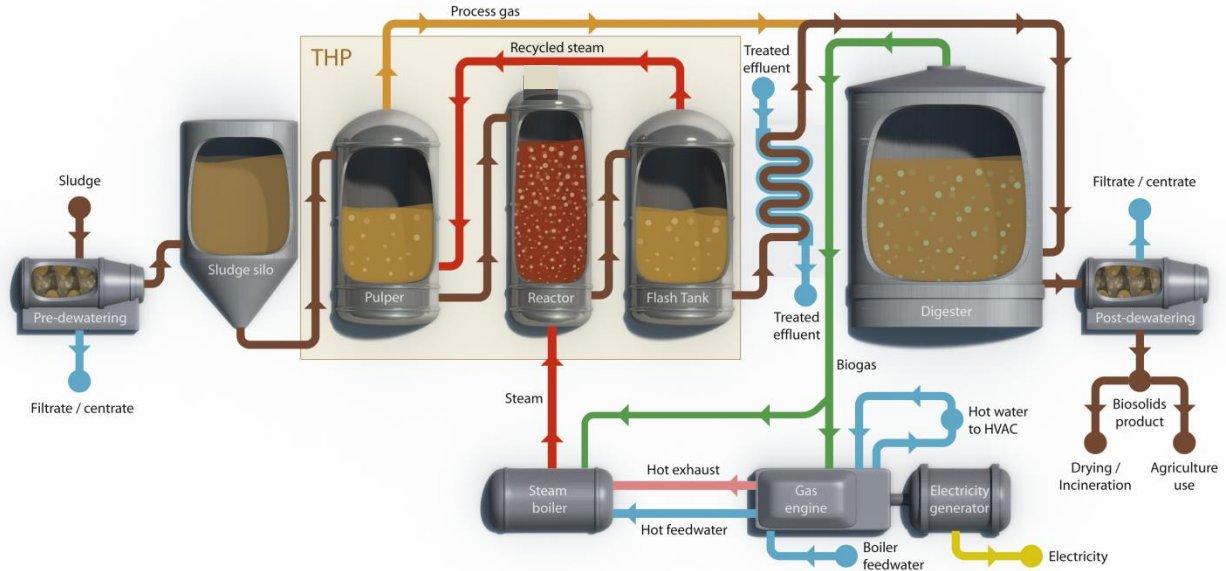 Process gas
THP
Recycled steam
Treated
effluent
Sludge
Pre-dewatering
Filtrate / centrate
Sludge silo
Pulper
Reactor
Flash Tank
Treated
effluent
Digester
Filtrate / centrate
Post-dewatering
Biosolids
product
Drying /
Incineration
Agriculture
use
Steam
Biogas
Hot water
to HVAC
Hot exhaust
Steam
boiler
Gas
engine
Electricity
generator
Hot feedwater
Boiler
feedwater
Electricity